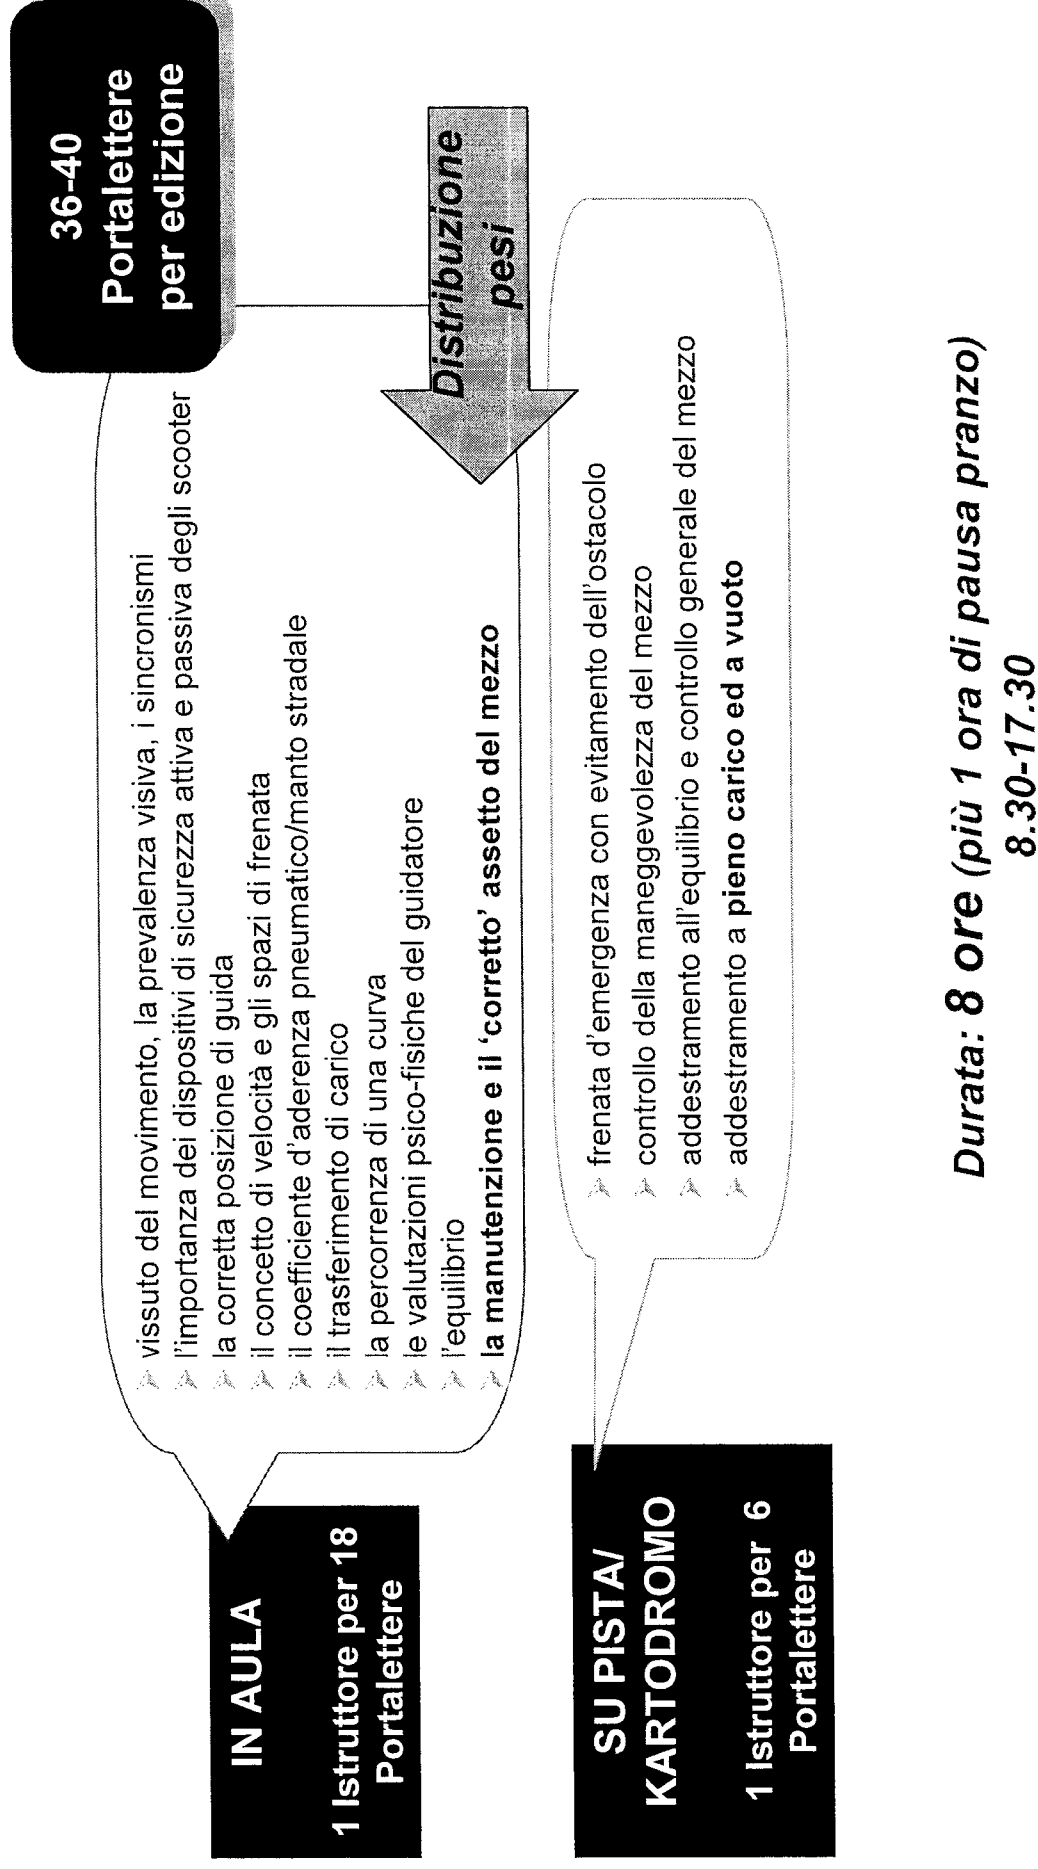 36-40
Portalettere
per edizione
IN AULA
1 Istruttore per 18
Portalettere
vissuto del movimento, la prevalenza visiva, i sincronismi
l'importanza dei dispositivi di sicurezza attiva e passiva degli scooter
la corretta posizione di guida
il concetto di velocità e gli spazi di frenata
il coefficiente d'aderenza pneumatico/manto stradale
il trasferimento di carico
la percorrenza di una curva
le valutazioni psico-fisiche del guidatore
l'equilibrio
la manutenzione e il 'corretto' assetto del mezzo
Distribuzione
pesi
SU PISTA/
KARTODROMO
1 Istruttore per 6
Portalettere
frenata d'emergenza con evitamento dell'ostacolo
controllo della maneggevolezza del mezzo
addestramento all'equilibrio e controllo generale del mezzo
addestramento a pieno carico ed a vuoto
Durata: 8 ore (più 1 ora di pausa pranzo)
8.30-17.30